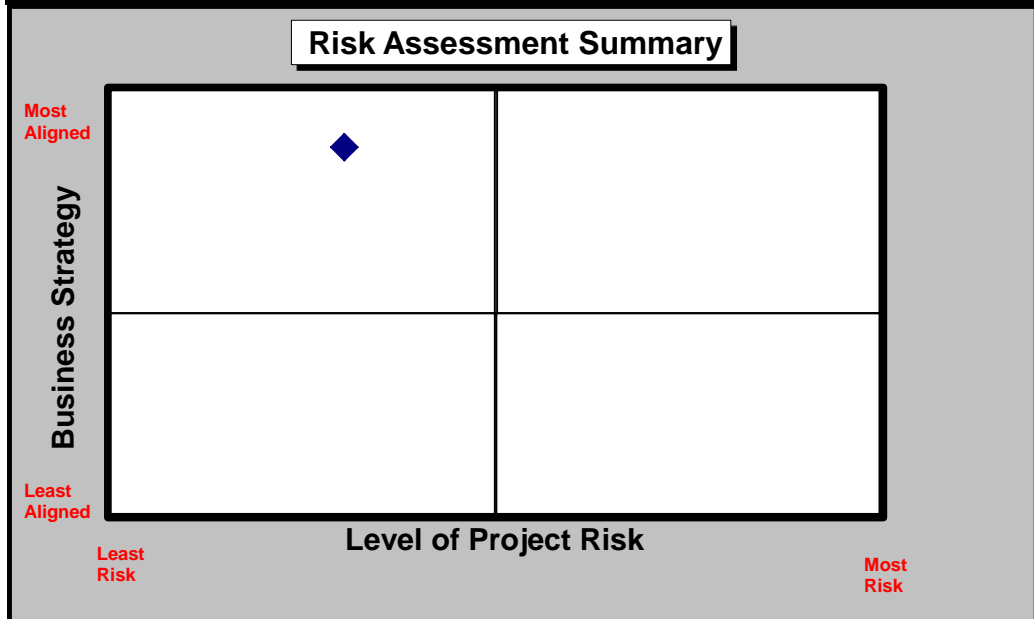 Risk Assessment Summary
Most
Aligned
Business Strategy
Least
Aligned
Level of Project Risk
Least
Risk
Most
Risk